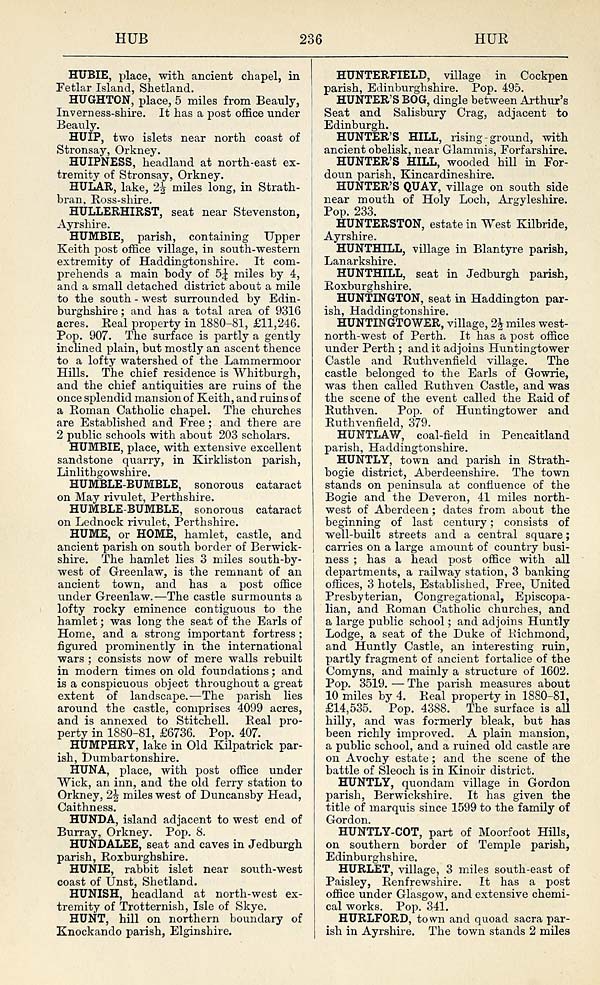 HUB 236 HUR
HUBIE, place, with ancient chapel, in
Fetlar Island, Shetland.
HUGHTON, place, 5 miles from Beauly,
Inverness-shire. It has a post office under
Beauly.
HUIP, two islets near north coast of
Stronsay, Orkney.
HUIPNESS, headland at north-east ex-
tremity of Stronsay, Orkney.
HULAR, lake, 2½ miles long, in Strath-
bran, Ross-shire.
HULLERHIRST, seat near Stevenston,
Ayrshire.
HUMBIE, parish, containing Upper
Keith post office village, in south-western
extremity of Haddingtonshire. It com-
prehends a main body of 5¾ miles by 4,
and a small detached district about a mile
to the south-west surrounded by Edin-
burghshire; and has a total area of 9316
acres. Real property in 1880-81, £11,246.
Pop. 907. The surface is partly a gently
inclined plain, but mostly an ascent thence
to a lofty watershed of the Lammermoor
Hills. The chief residence is Whitburgh,
and the chief antiquities are ruins of the
once splendid mansion of Keith, and ruins of
a Roman Catholic chapel. The churches
are Established and Free; and there are
2 public schools with about 203 scholars.
HUMBIE, place, with extensive excellent
sandstone quarry, in Kirkliston parish,
Linlithgowshire.
HUMBLE-BUMBLE, sonorous cataract
on May rivulet, Perthshire.
HUMBLE-BUMBLE, sonorous cataract
on Lednock rivulet, Perthshire.
HUME, or HOME, hamlet, castle, and
ancient parish on south border of Berwick-
shire. The hamlet lies 3 miles south-by-
west of Greenlaw, is the remnant of an
ancient town, and has a post office
under Greenlaw.—The castle surmounts a
lofty rocky eminence contiguous to the
hamlet; was long the seat of the Earls of
Home, and a strong important fortress;
figured prominently in the international
wars; consists now of mere walls rebuilt
in modern times on old foundations; and
is a conspicuous object throughout a great
extent of landscape.—The parish lies
around the castle, comprises 4099 acres,
and is annexed to Stitchell. Real pro-
perty in 1880-81, £6736. Pop. 407.
HUMPHRY, lake in Old Kilpatrick par-
ish, Dumbartonshire.
HUNA, place, with post office under
Wick, an inn, and the old ferry station to
Orkney, 2½ miles west of Duncansby Head,
Caithness.
HUNDA, island adjacent to west end of
Burray, Orkney. Pop. 8.
HUNDALEE, seat and caves in Jedburgh
parish, Roxburghshire.
HUNIE, rabbit islet near south-west
coast of Unst, Shetland.
HUNISH, headland at north-west ex-
tremity of Trotternish, Isle of Skye.
HUNT, hill on northern boundary of
Knockando parish, Elginshire.
HUNTERFIELD, village in Cockpen
parish, Edinburghshire. Pop. 495.
HUNTER'S BOG, dingle between Arthur's
Seat and Salisbury Crag, adjacent to
Edinburgh.
HUNTER'S HILL, rising-ground, with
ancient obelisk, near Glammis, Forfarshire.
HUNTER'S HILL, wooded hill in For-
doun parish, Kincardineshire.
HUNTER'S QUAY, village on south side
near mouth of Holy Loch, Argyleshire.
Pop. 233.
HUNTERSTON, estate in West Kilbride,
Ayrshire.
HUNTHILL, village in Blantyre parish,
Lanarkshire.
HUNTHILL, seat in Jedburgh parish,
Roxburghshire.
HUNTINGTON, seat in Haddington par-
ish, Haddingtonshire.
HUNTINGTOWER, village, 2½ miles west-
north-west of Perth. It has a post office
under Perth; and it adjoins Huntingtower
Castle and Ruthvenfield village. The
castle belonged to the Earls of Gowrie,
was then called Ruthven Castle, and was
the scene of the event called the Raid of
Ruthven. Pop. of Huntingtower and
Ruthvenfield, 379.
HUNTLAW, coal-field in Pencaitland
parish, Haddingtonshire.
HUNTLY, town and parish in Strath-
bogie district, Aberdeenshire. The town
stands on peninsula at confluence of the
Bogie and the Deveron, 41 miles north-
west of Aberdeen; dates from about the
beginning of last century; consists of
well-built streets and a central square;
carries on a large amount of country busi-
ness; has a head post office with all
departments, a railway station, 3 banking
offices, 3 hotels, Established, Free, United
Presbyterian, Congregational, Episcopa-
lian, and Roman Catholic churches, and
a large public school; and adjoins Huntly
Lodge, a seat of the Duke of Richmond,
and Huntly Castle, an interesting ruin,
partly fragment of ancient fortalice of the
Comyns, and mainly a structure of 1602.
Pop. 3519.—The parish measures about
10 miles by 4. Real property in 1880-81,
£14,535. Pop. 4388. The surface is all
hilly, and was formerly bleak, but has
been richly improved. A plain mansion,
a public school, and a ruined old castle are
on Avochy estate; and the scene of the
battle of Sleoch is in Kinoir district.
HUNTLY, quondam village in Gordon
parish, Berwickshire. It has given the
title of marquis since 1599 to the family of
Gordon.
HUNTLY-COT, part of Moorfoot Hills,
on southern border of Temple parish,
Edinburghshire.
HURLET, village, 3 miles south-east of
Paisley, Renfrewshire. It has a post
office under Glasgow, and extensive chemi-
cal works. Pop. 341.
HURLFORD, town and quoad sacra par-
ish in Ayrshire. The town stands 2 miles